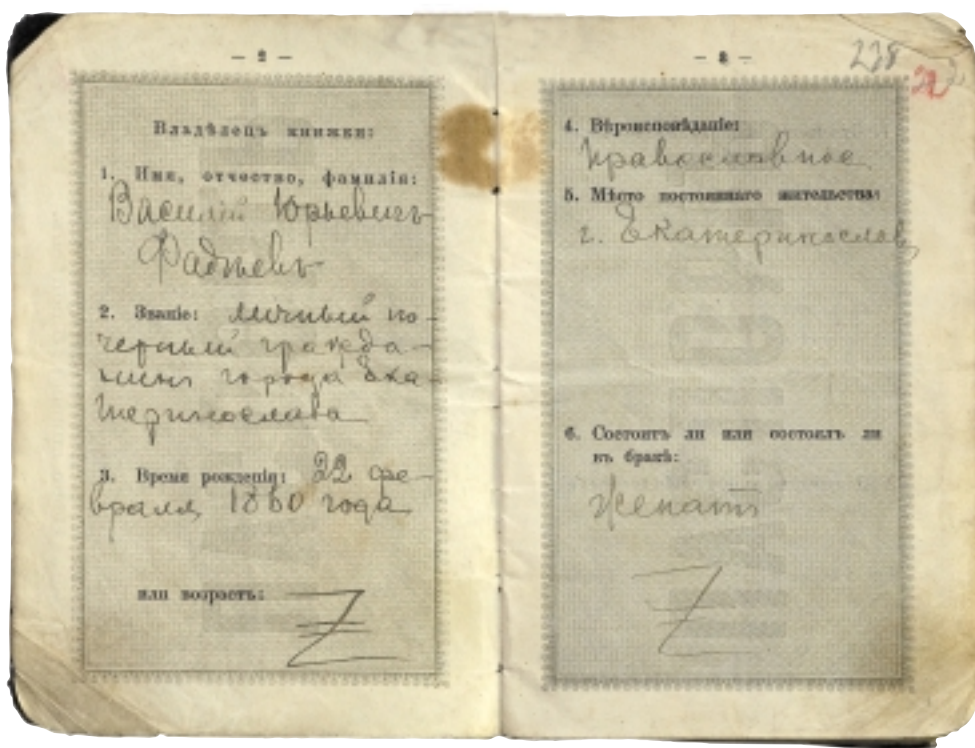 — 2 —
Владѣлецъ книжки:
1. Имя, отчество, фамилія:
Василій Юрьевичъ
Фадѣевъ
2. Званіе: личный по-
четный гражда-
нинъ города Ека-
теринослава
3. Время рожденія: 22 фе-
враля 1860 года
или возрастъ:
— 3 —
238
4. Вѣроисповѣданіе:
православное
5. Мѣсто постояннаго жительства:
г. Екатеринославъ
6. Состоитъ ли или состоялъ ли
въ бракѣ:
женатъ